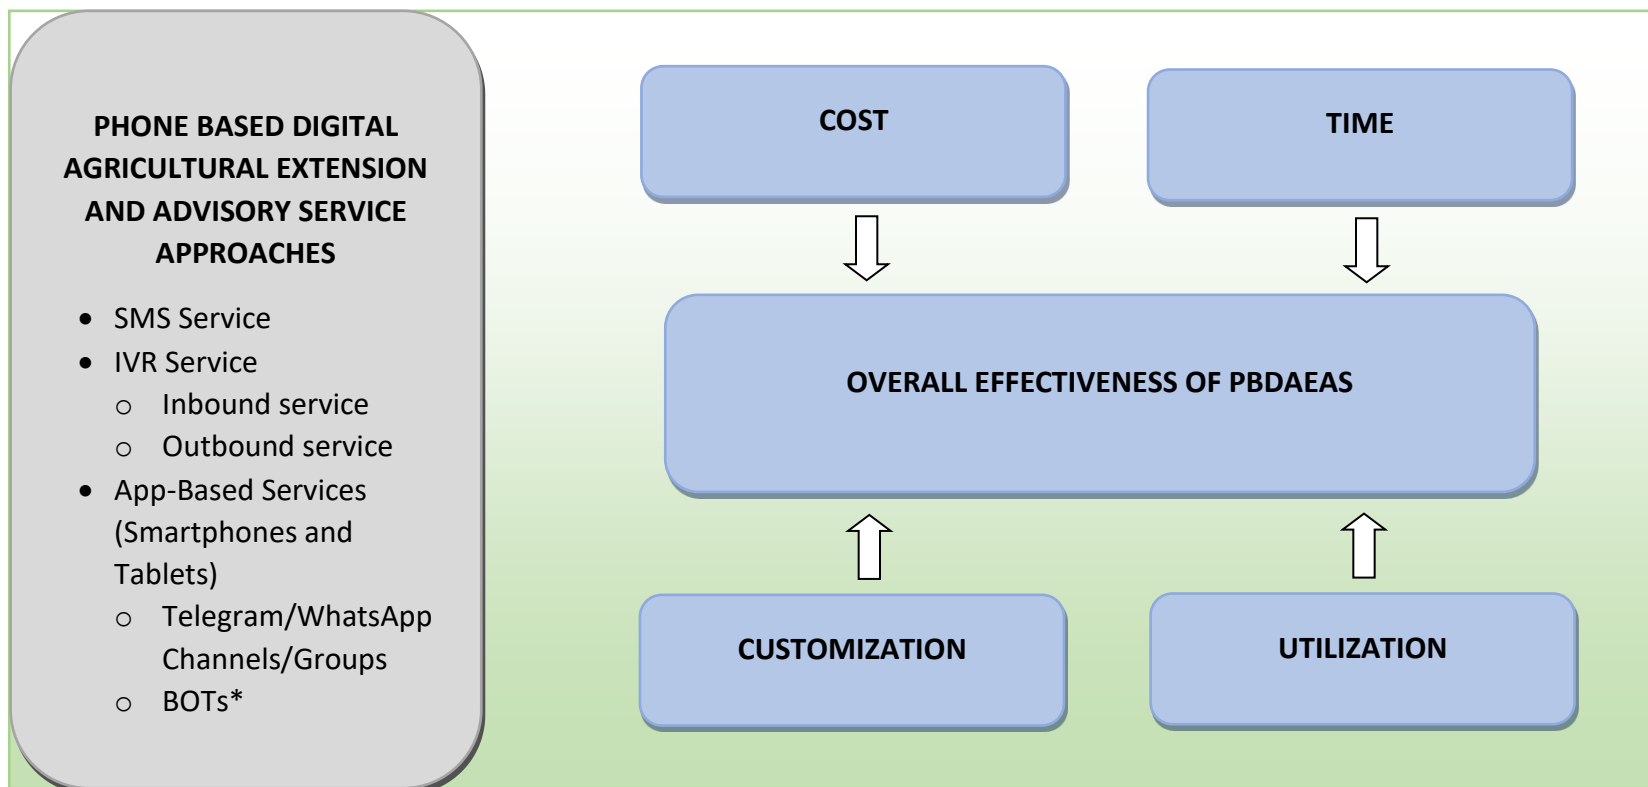 PHONE BASED DIGITAL
AGRICULTURAL EXTENSION
AND ADVISORY SERVICE
APPROACHES
• SMS Service
• IVR Service
o Inbound service
o Outbound service
• App-Based Services
(Smartphones and
Tablets)
o Telegram/WhatsApp
Channels/Groups
o BOTs*
COST
TIME
OVERALL EFFECTIVENESS OF PBDAEAS
CUSTOMIZATION
UTILIZATION